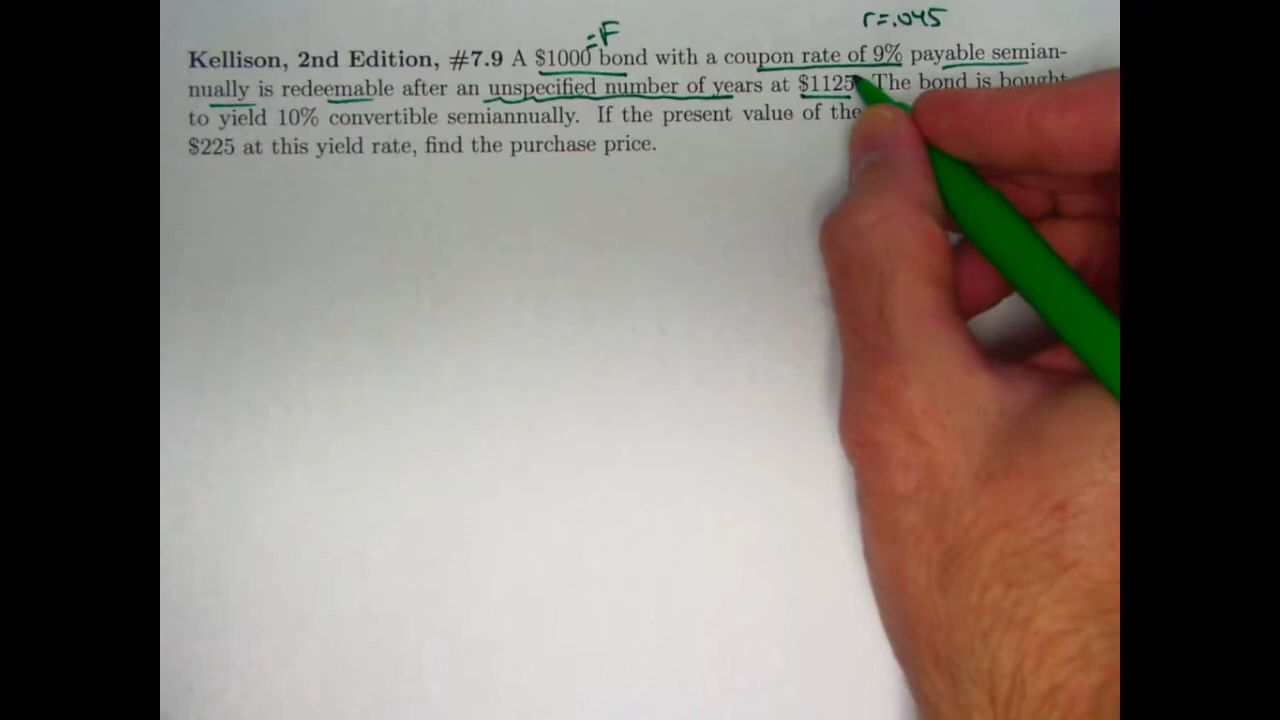 =F
r=.045
Kellison, 2nd Edition, #7.9 A $1000 bond with a coupon rate of 9% payable semian-
nually is redeemable after an unspecified number of years at $1125. The bond is bought
to yield 10% convertible semiannually. If the present value of the
$225 at this yield rate, find the purchase price.